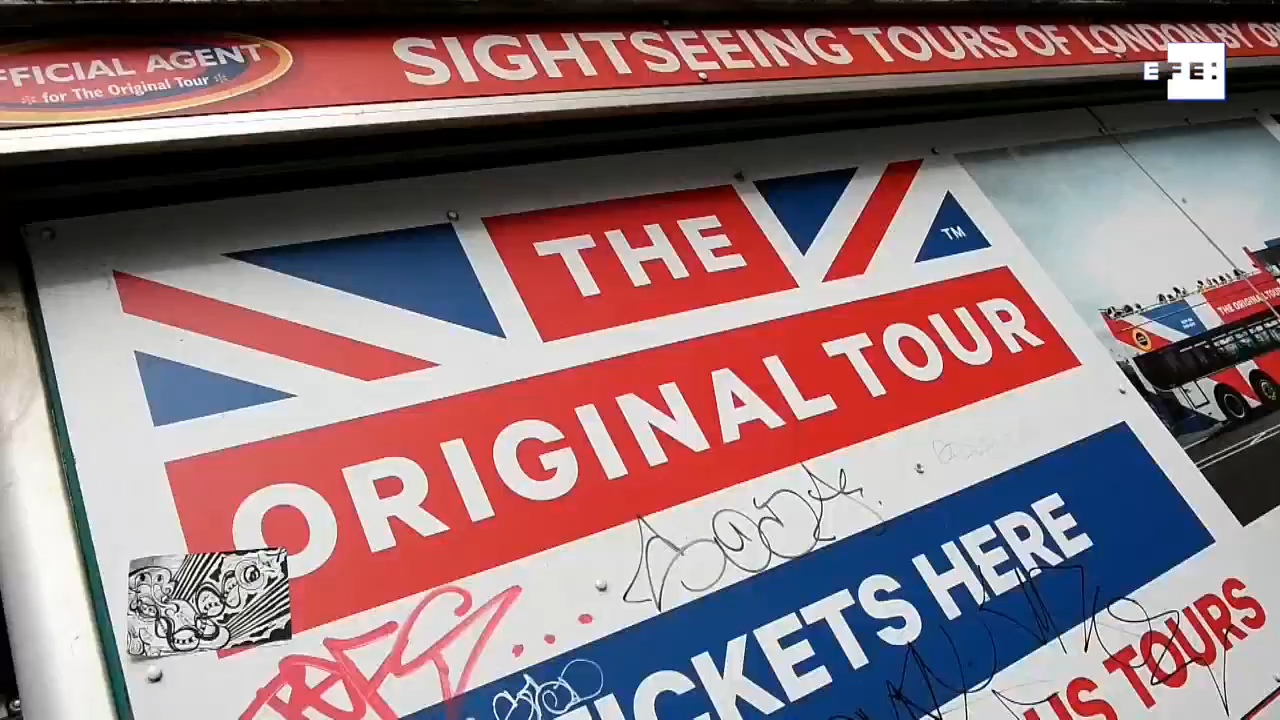 OFFICIAL AGENT
for The Original Tour
SIGHTSEEING TOURS OF LONDON BY
EFE:
THE
TM
ORIGINAL TOUR
THE ORIGINAL TOUR
TICKETS HERE
BUS TOURS